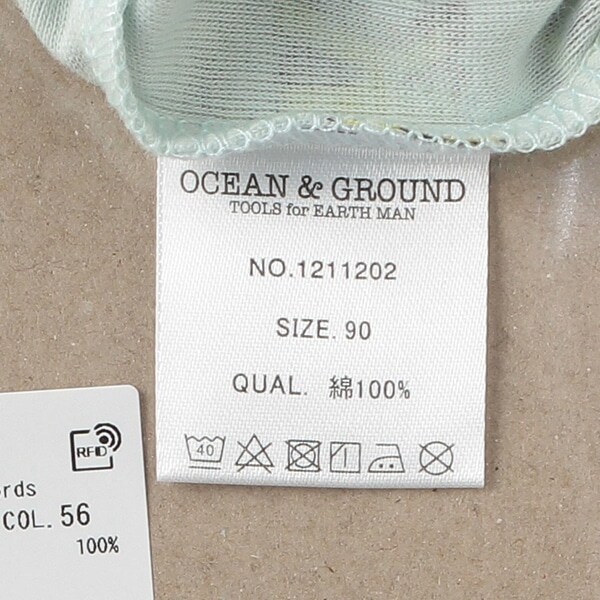 OCEAN & GROUND
TOOLS for EARTH MAN
NO.1211202
SIZE. 90
QUAL. 綿100%
40
RFID
rds
COL. 56
100%